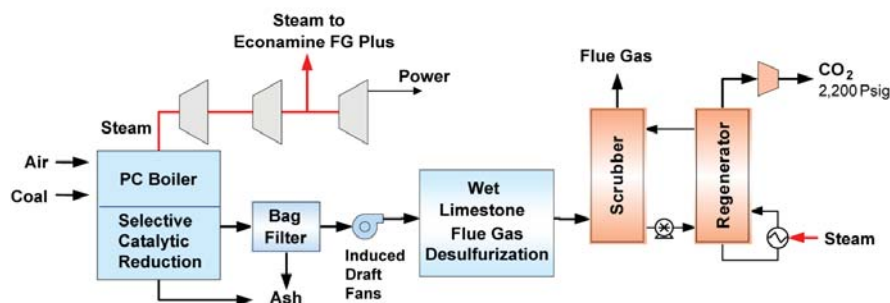 Steam to
Econamine FG Plus
Power
Steam
Air
Coal
PC Boiler
Selective
Catalytic
Reduction
Bag
Filter
Ash
Induced
Draft
Fans
Wet
Limestone
Flue Gas
Desulfurization
Flue Gas
Scrubber
Regenerator
CO2
2,200 Psig
Steam